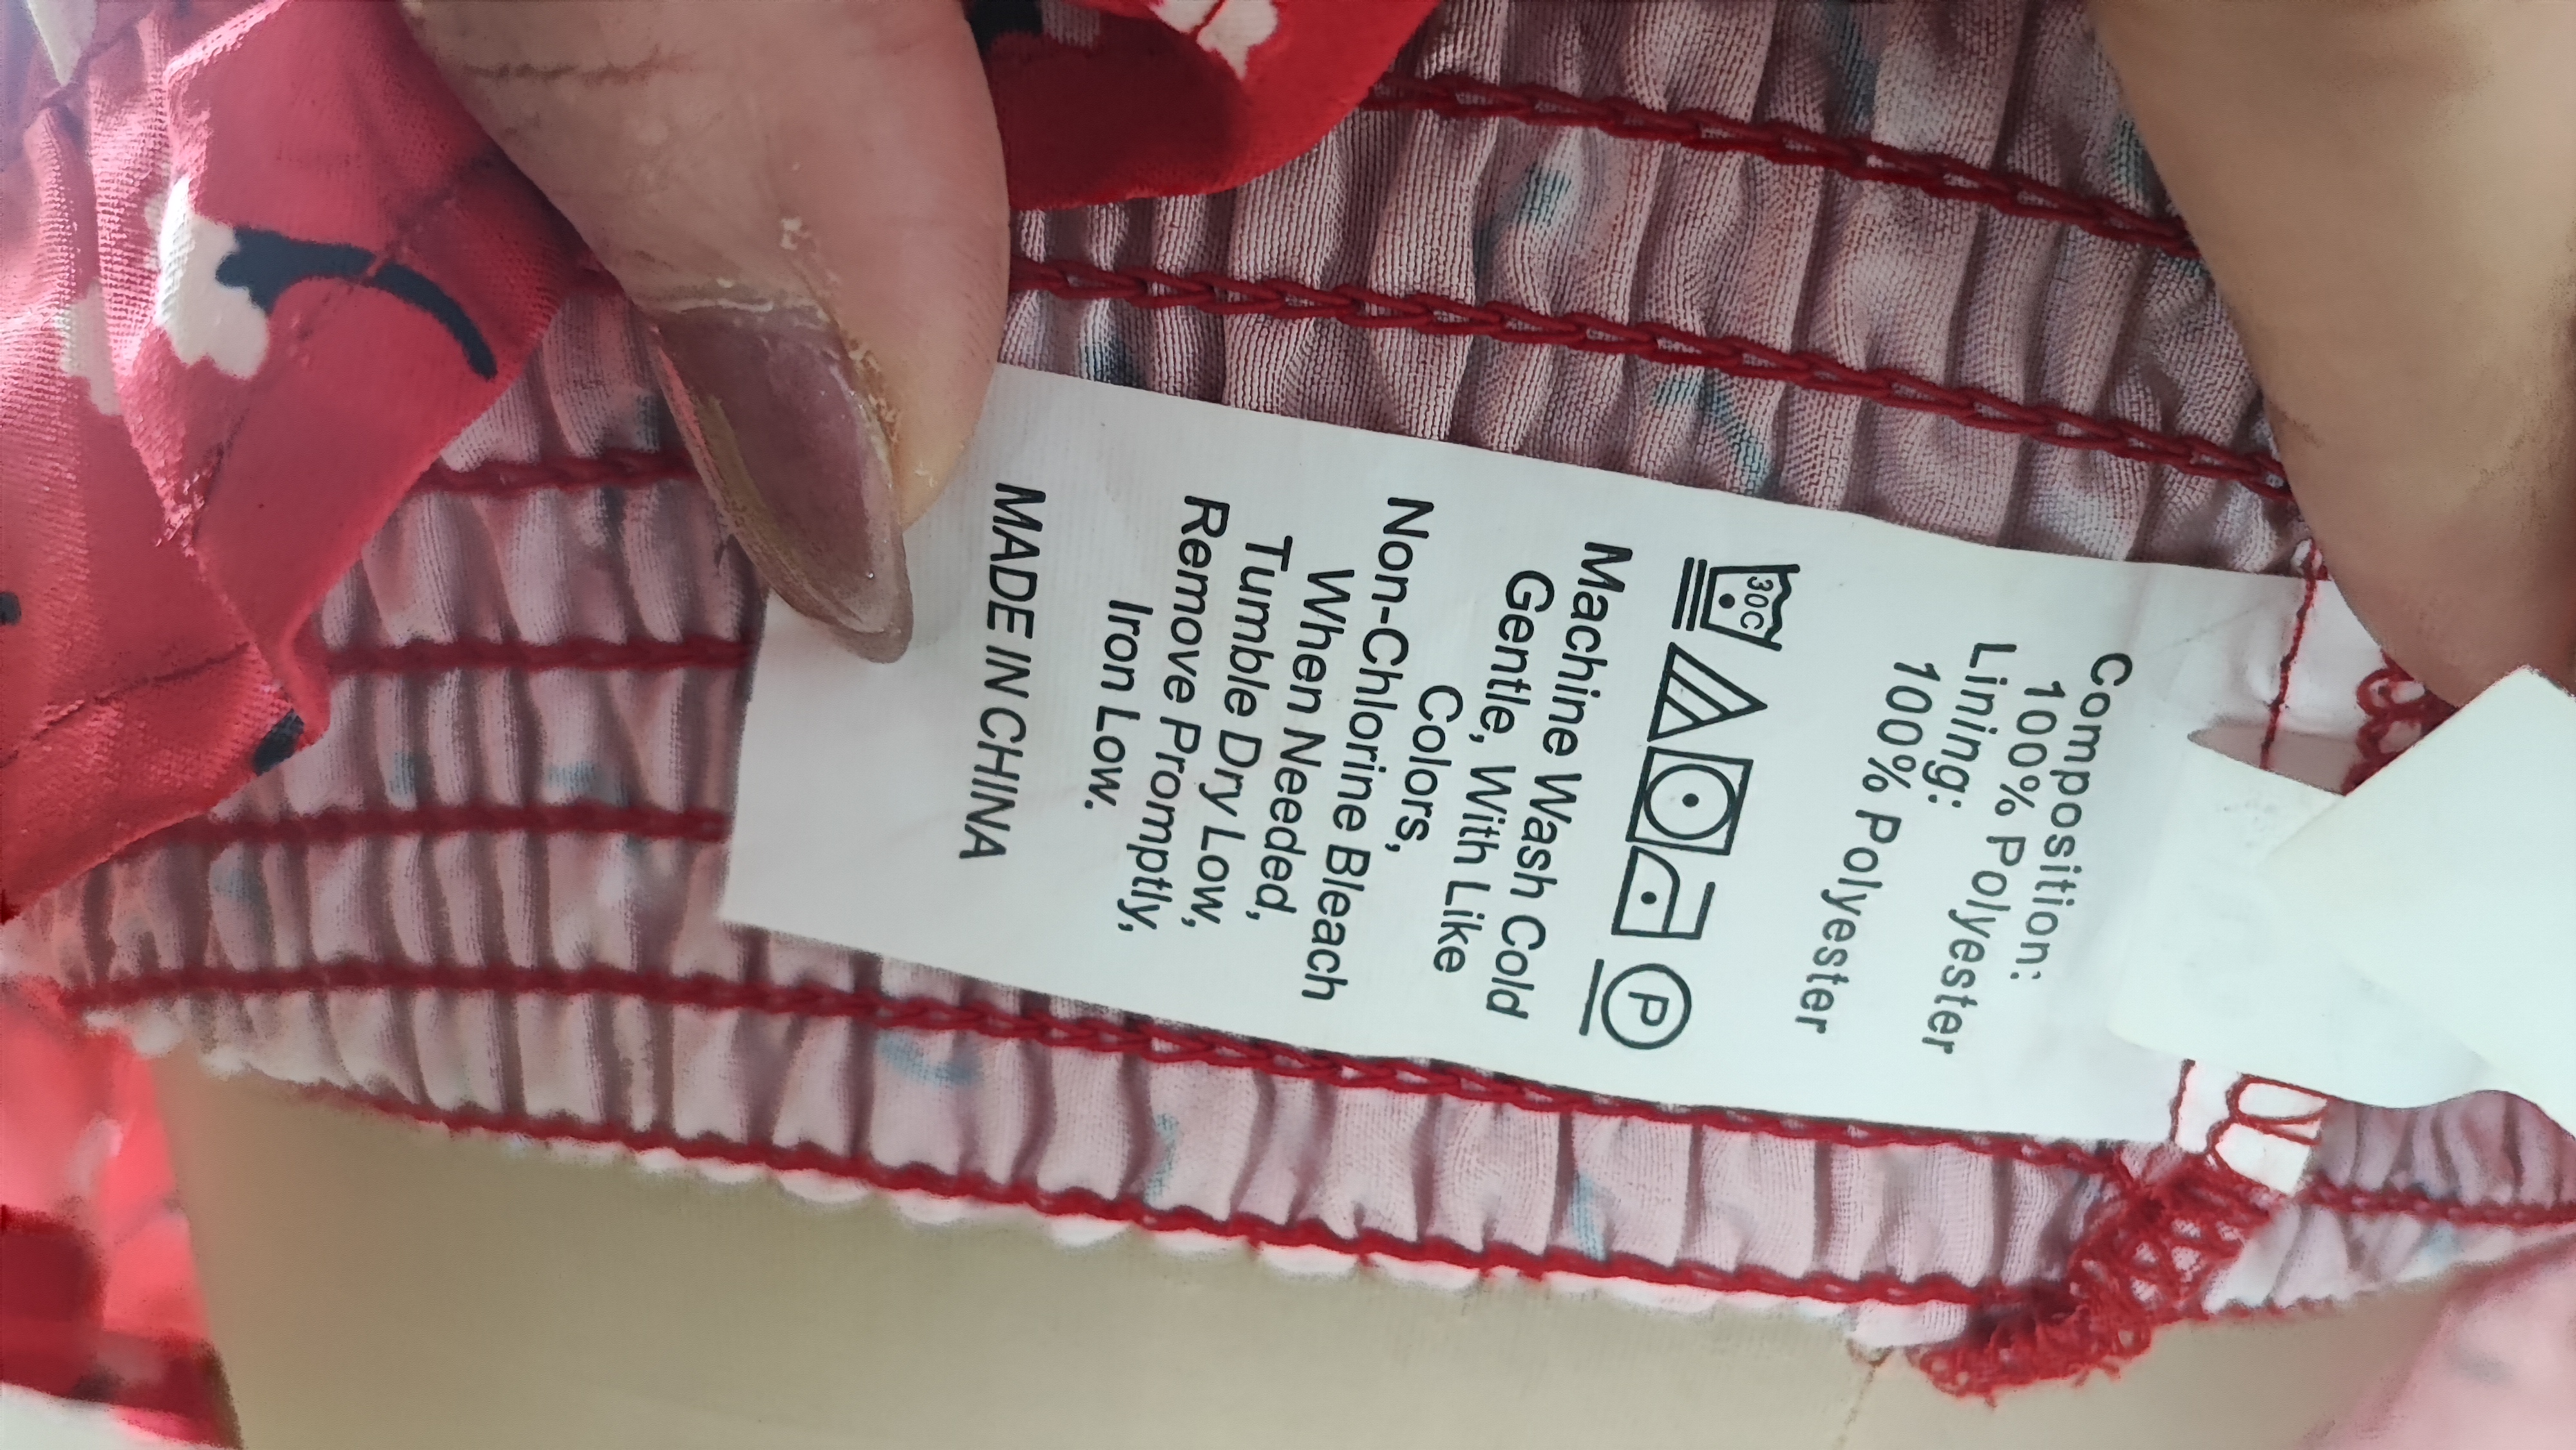 Composition:
100% Polyester
Lining:
100% Polyester
30C
P
Machine Wash Cold
Gentle, With Like
Colors,
Non-Chlorine Bleach
When Needed,
Tumble Dry Low,
Remove Promptly,
Iron Low.
MADE IN CHINA